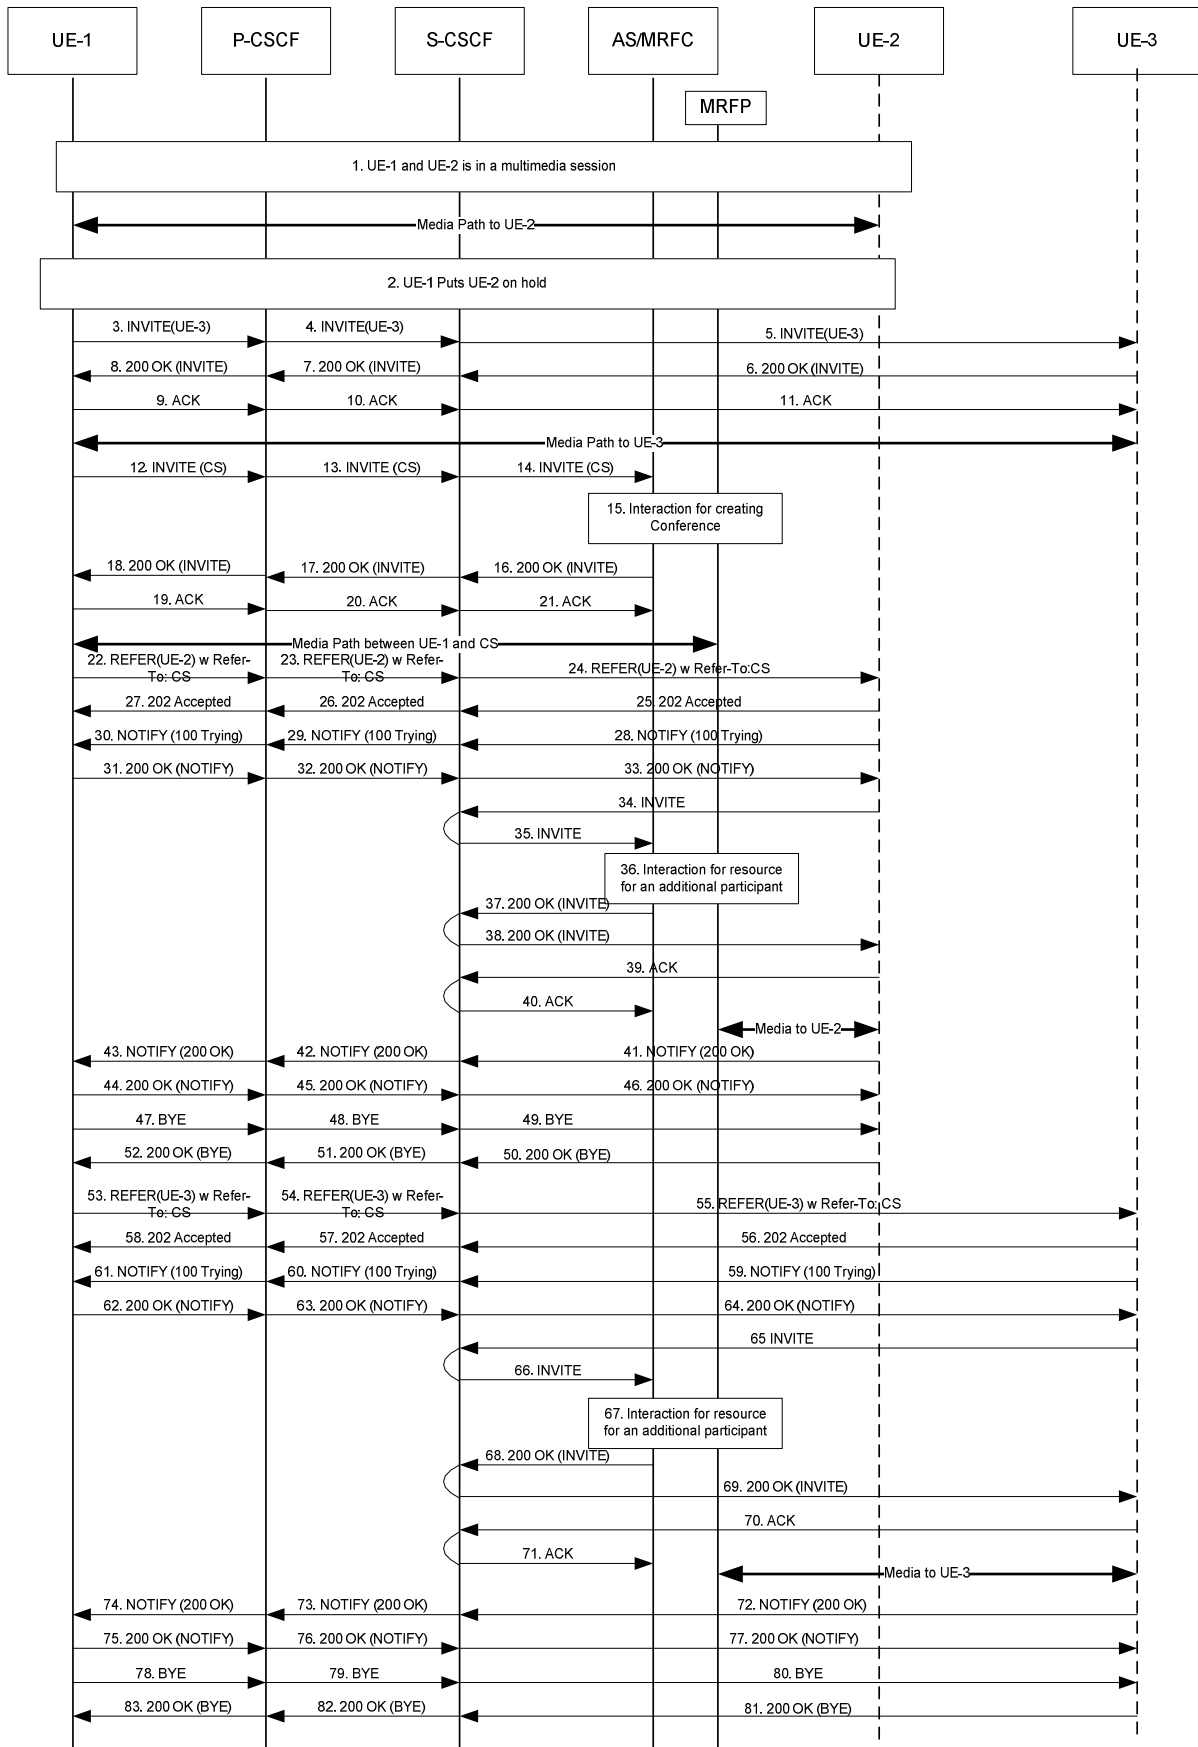 UE-1
P-CSCF
S-CSCF
AS/MRFC
UE-2
UE-3
MRFP
1. UE-1 and UE-2 is in a multimedia session
Media Path to UE-2
2. UE-1 Puts UE-2 on hold
3. INVITE(UE-3)
4. INVITE(UE-3)
5. INVITE(UE-3)
8. 200 OK (INVITE)
7. 200 OK (INVITE)
6. 200 OK (INVITE)
9. ACK
10. ACK
11. ACK
Media Path to UE-3
12. INVITE (CS)
13. INVITE (CS)
14. INVITE (CS)
15. Interaction for creating
Conference
18. 200 OK (INVITE)
17. 200 OK (INVITE)
16. 200 OK (INVITE)
19. ACK
20. ACK
21. ACK
Media Path between UE-1 and CS
22. REFER(UE-2) w Refer-
To: CS
23. REFER(UE-2) w Refer-
To: CS
24. REFER(UE-2) w Refer-To:CS
27. 202 Accepted
26. 202 Accepted
25. 202 Accepted
30. NOTIFY (100 Trying)
29. NOTIFY (100 Trying)
28. NOTIFY (100 Trying)
31. 200 OK (NOTIFY)
32. 200 OK (NOTIFY)
33. 200 OK (NOTIFY)
34. INVITE
35. INVITE
36. Interaction for resource
for an additional participant
37. 200 OK (INVITE)
38. 200 OK (INVITE)
39. ACK
40. ACK
Media to UE-2
43. NOTIFY (200 OK)
42. NOTIFY (200 OK)
41. NOTIFY (200 OK)
44. 200 OK (NOTIFY)
45. 200 OK (NOTIFY)
46. 200 OK (NOTIFY)
47. BYE
48. BYE
49. BYE
52. 200 OK (BYE)
51. 200 OK (BYE)
50. 200 OK (BYE)
53. REFER(UE-3) w Refer-
To: CS
54. REFER(UE-3) w Refer-
To: CS
55. REFER(UE-3) w Refer-To: CS
58. 202 Accepted
57. 202 Accepted
56. 202 Accepted
61. NOTIFY (100 Trying)
60. NOTIFY (100 Trying)
59. NOTIFY (100 Trying)
62. 200 OK (NOTIFY)
63. 200 OK (NOTIFY)
64. 200 OK (NOTIFY)
65 INVITE
66. INVITE
67. Interaction for resource
for an additional participant
68. 200 OK (INVITE)
69. 200 OK (INVITE)
70. ACK
71. ACK
Media to UE-3
74. NOTIFY (200 OK)
73. NOTIFY (200 OK)
72. NOTIFY (200 OK)
75. 200 OK (NOTIFY)
76. 200 OK (NOTIFY)
77. 200 OK (NOTIFY)
78. BYE
79. BYE
80. BYE
83. 200 OK (BYE)
82. 200 OK (BYE)
81. 200 OK (BYE)